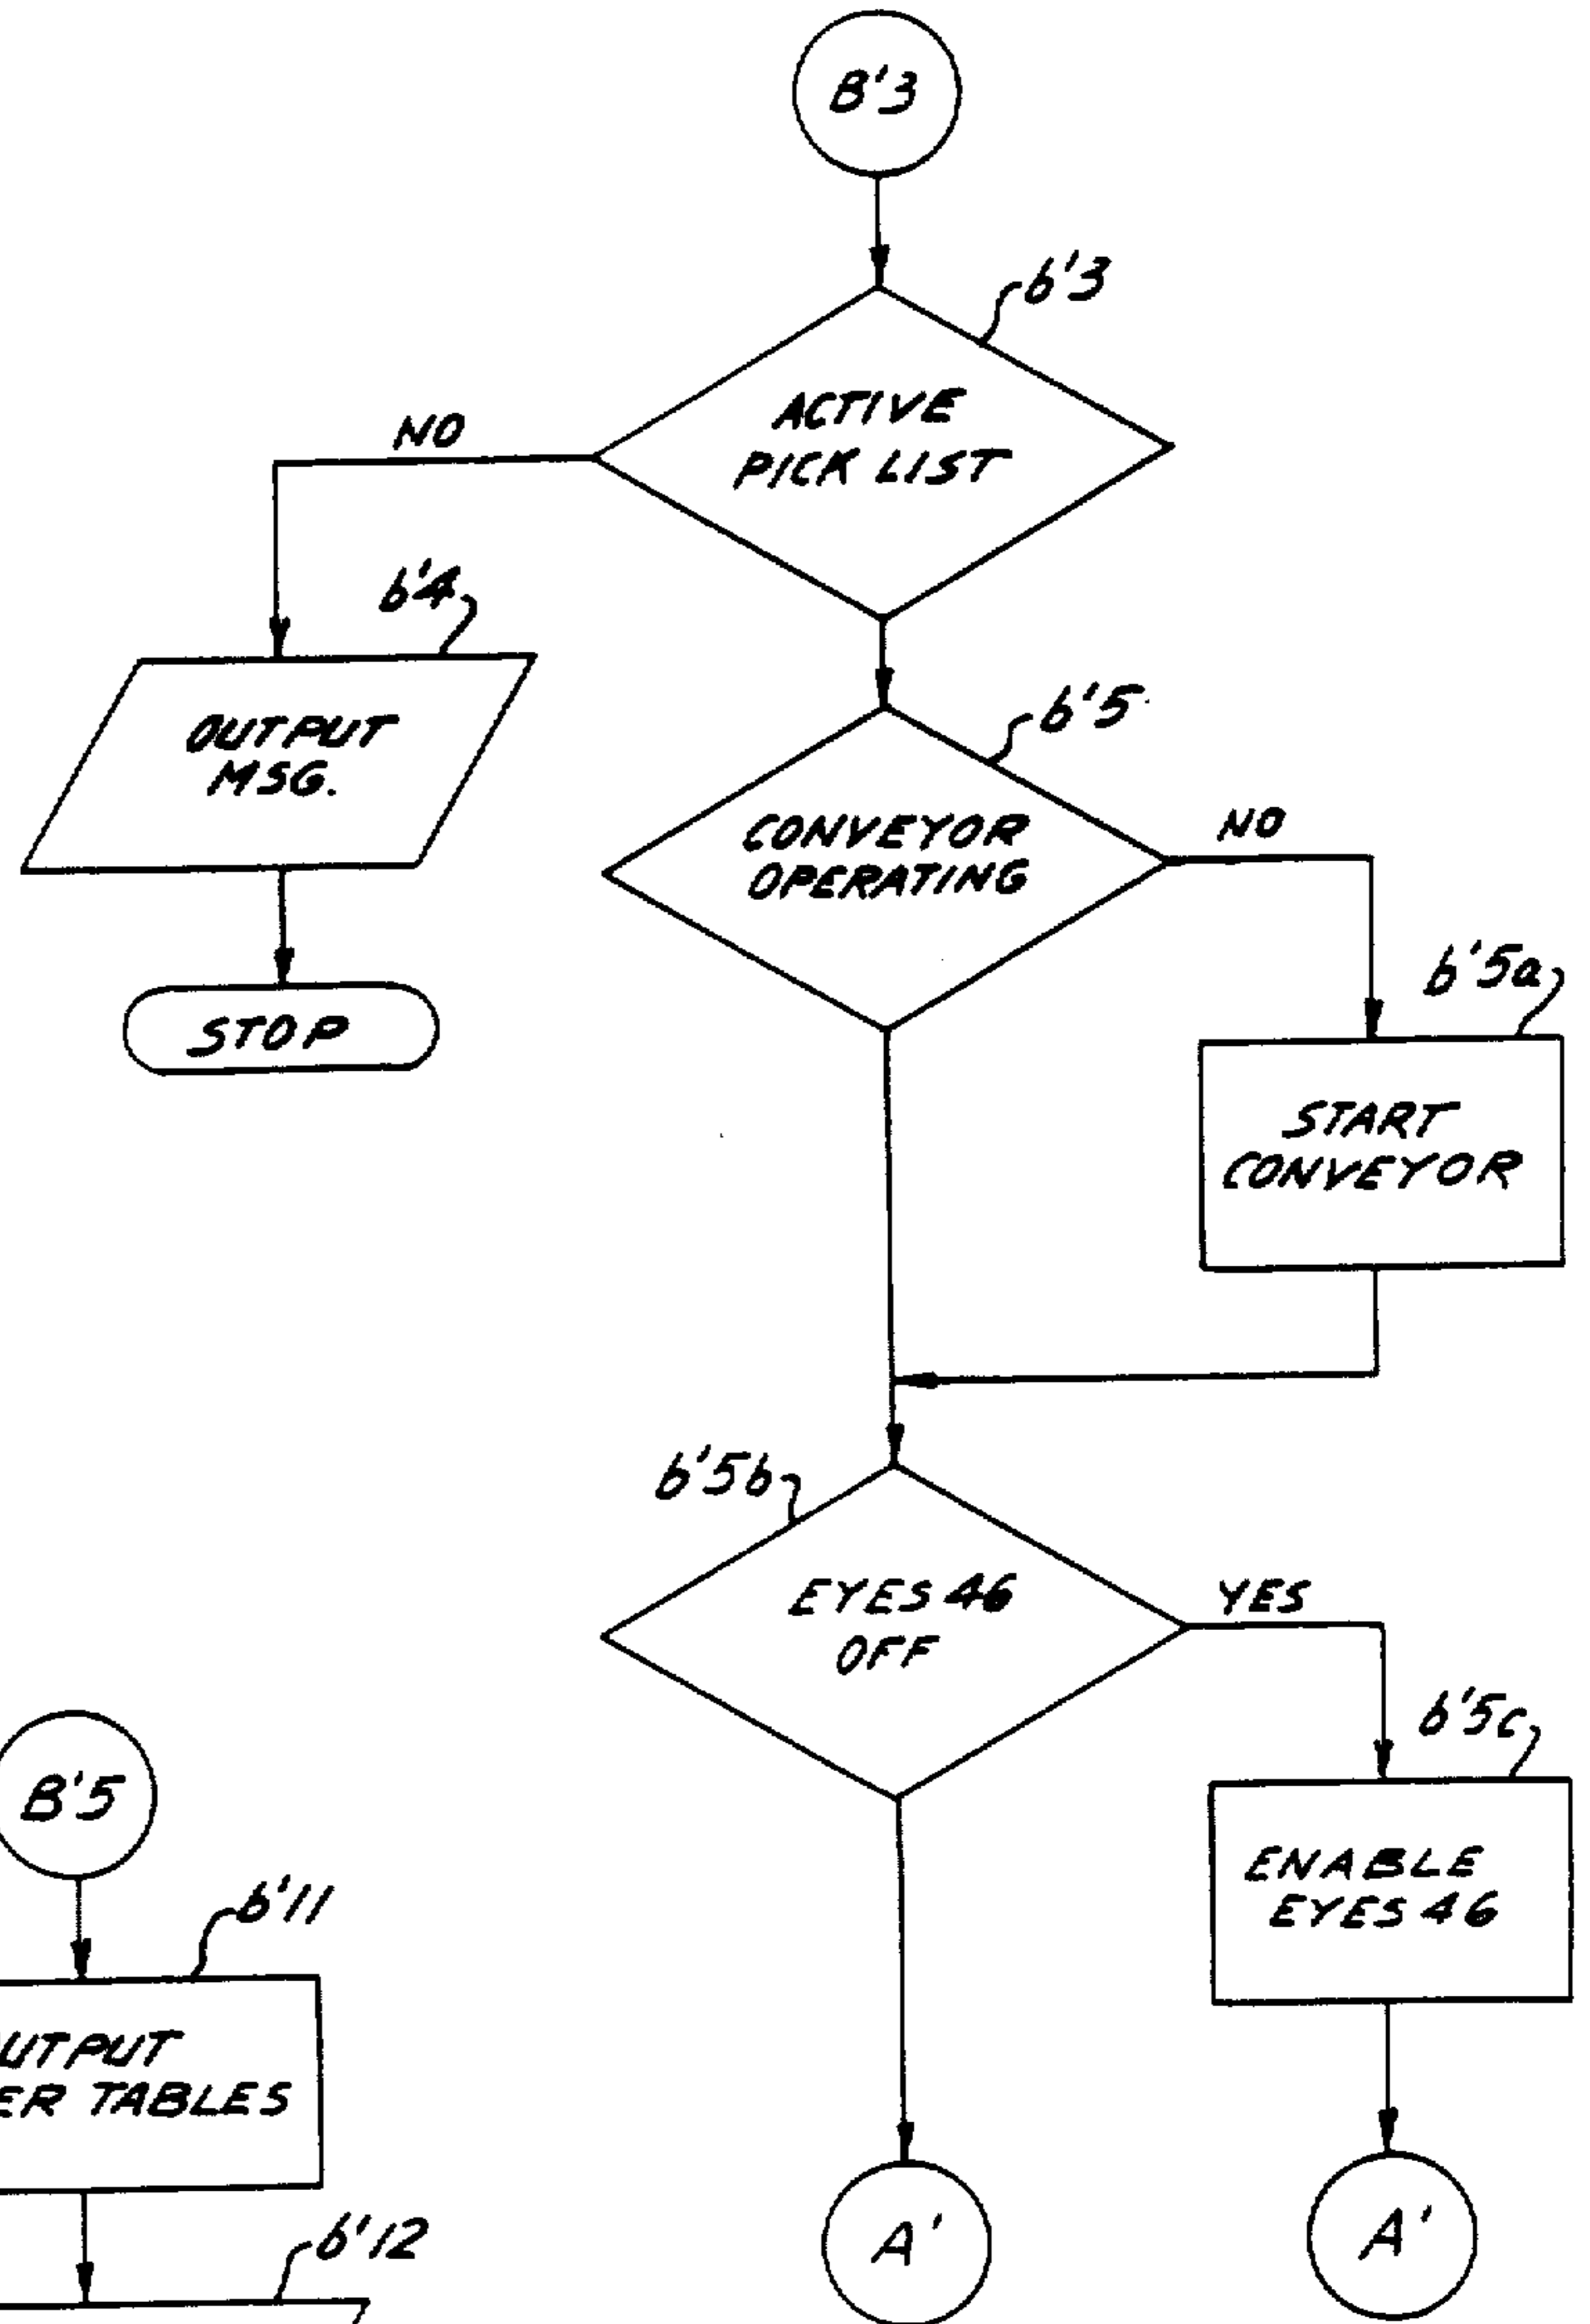 B'3
b'3
ACTIVE
PICK LIST
NO
b'4
OUTPUT
MSG.
STOP
b'5
CONVEYOR
OPERATING
NO
b'5a
START
CONVEYOR
b'5b
EYES 46
OFF
YES
b'5c
ENABLE
EYES 46
A'
A'
B'5
b'11
UTPUT
ER TABLES
b'12